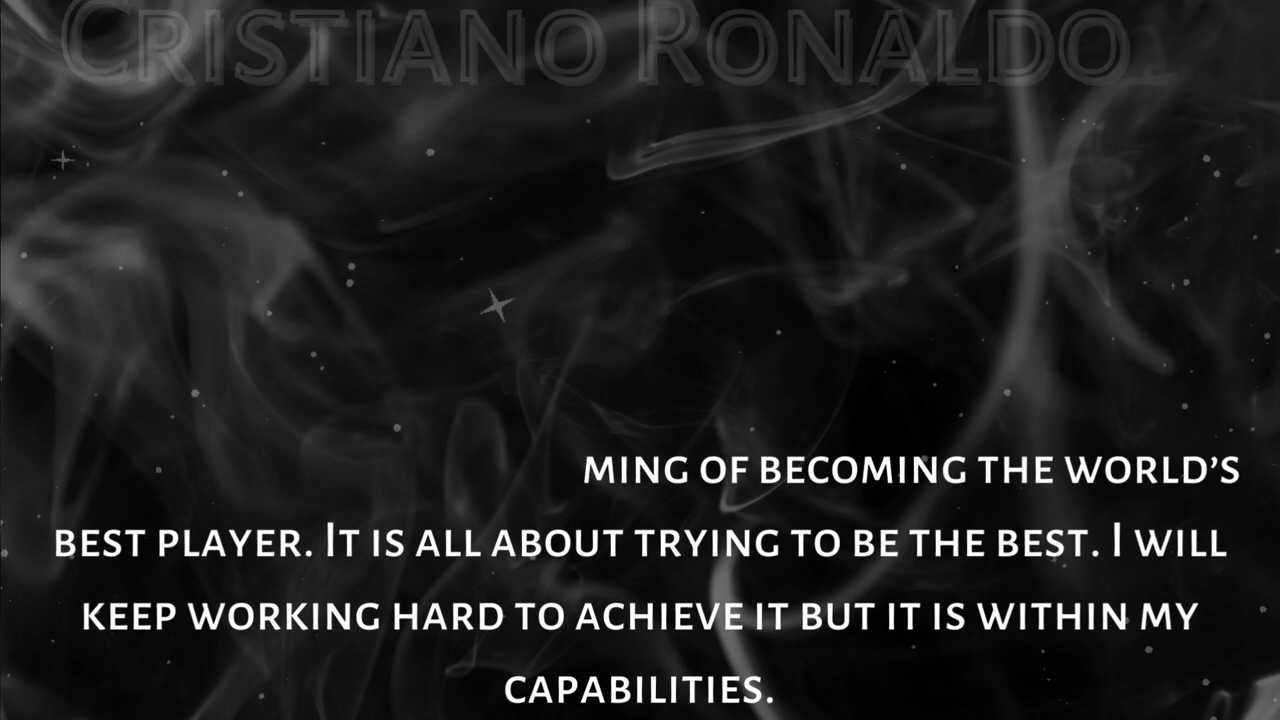 Cristiano Ronaldo
ming of becoming the world’s
best player. It is all about trying to be the best. I will
keep working hard to achieve it but it is within my
capabilities.